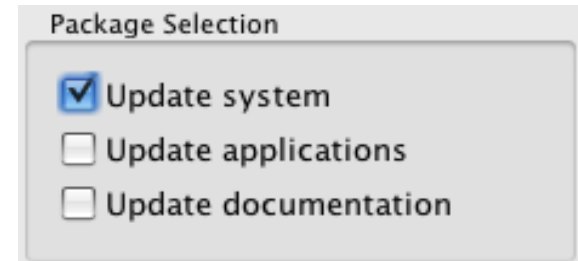 Package Selection
Update system
Update applications
Update documentation